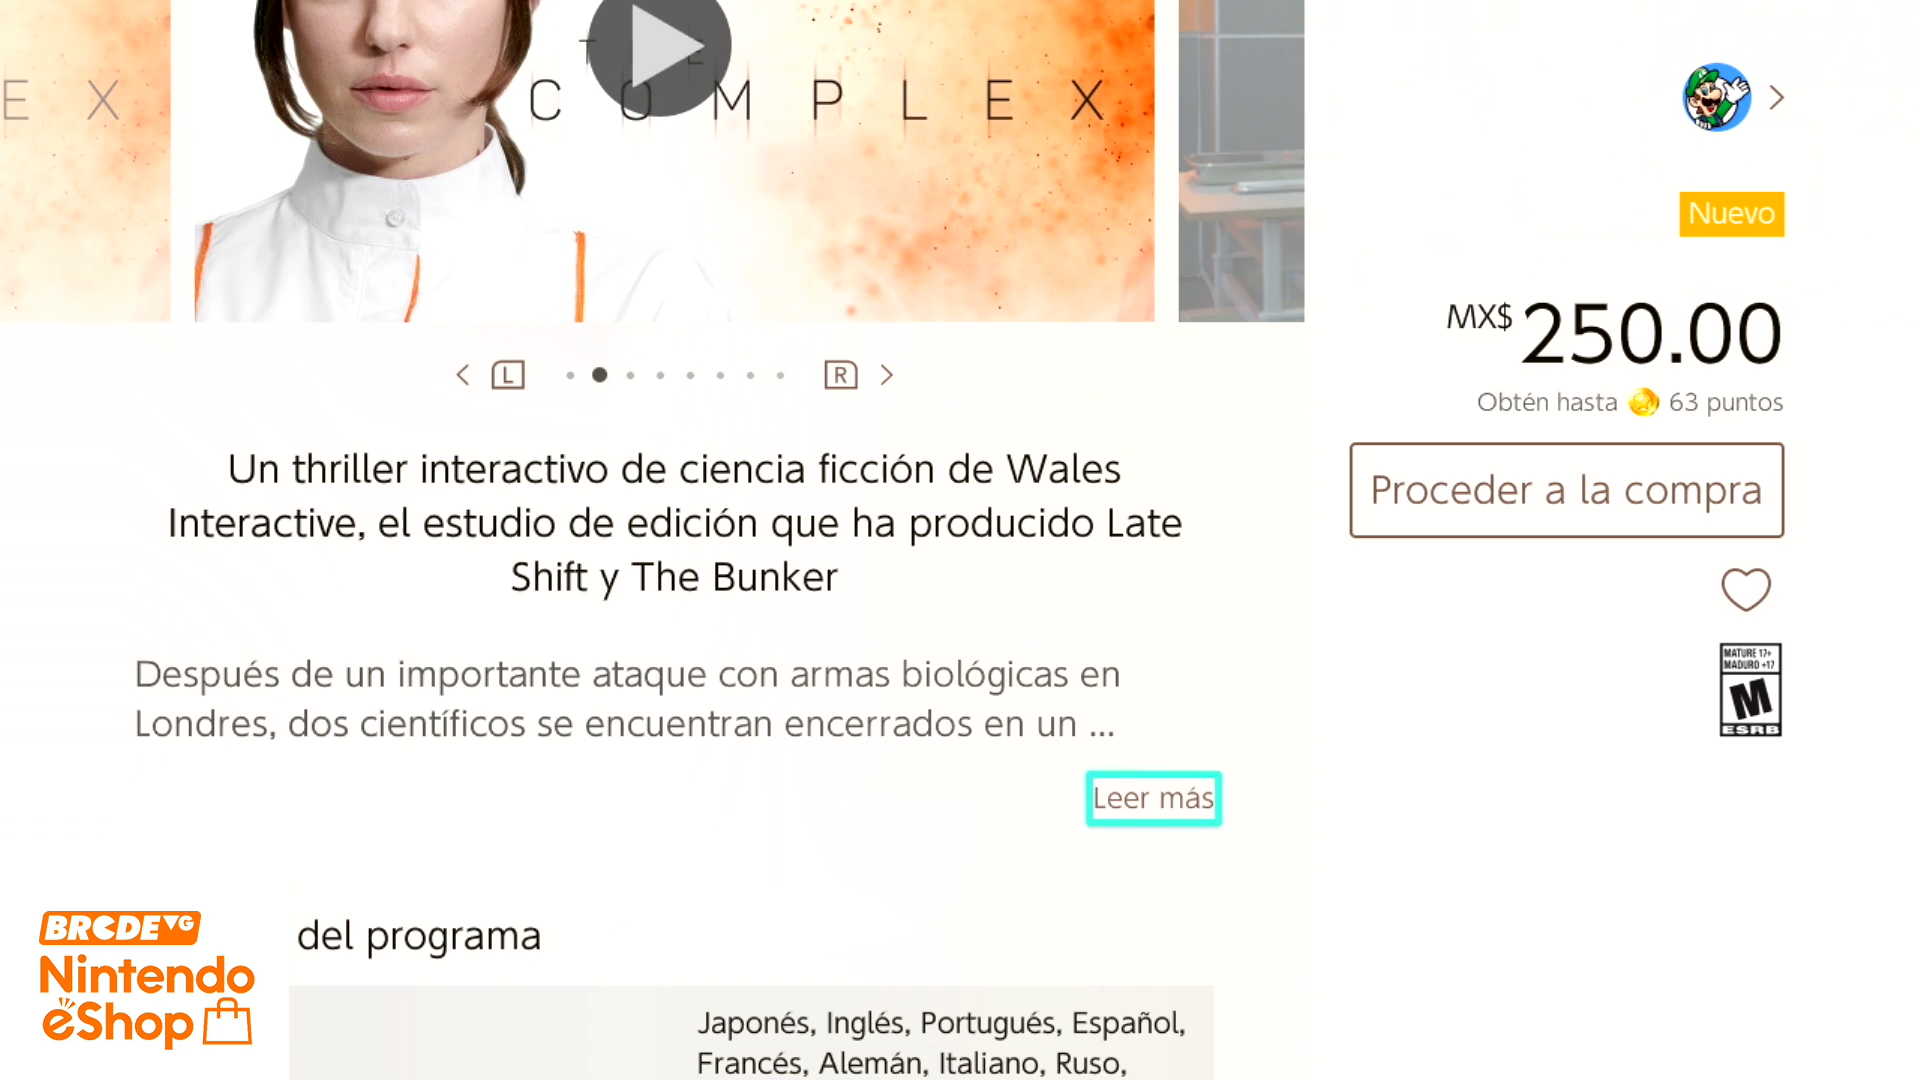 E X
T E
C O M P L E X
Nuevo
MX$ 250.00
Obtén hasta 63 puntos
Proceder a la compra
L
R
Un thriller interactivo de ciencia ficción de Wales
Interactive, el estudio de edición que ha producido Late
Shift y The Bunker
MATURE 17+
MADURO +17
M
ESRB
Después de un importante ataque con armas biológicas en
Londres, dos científicos se encuentran encerrados en un ...
Leer más
BRCDEVG
Nintendo
eShop
del programa
Japonés, Inglés, Portugués, Español,
Francés, Alemán, Italiano, Ruso,